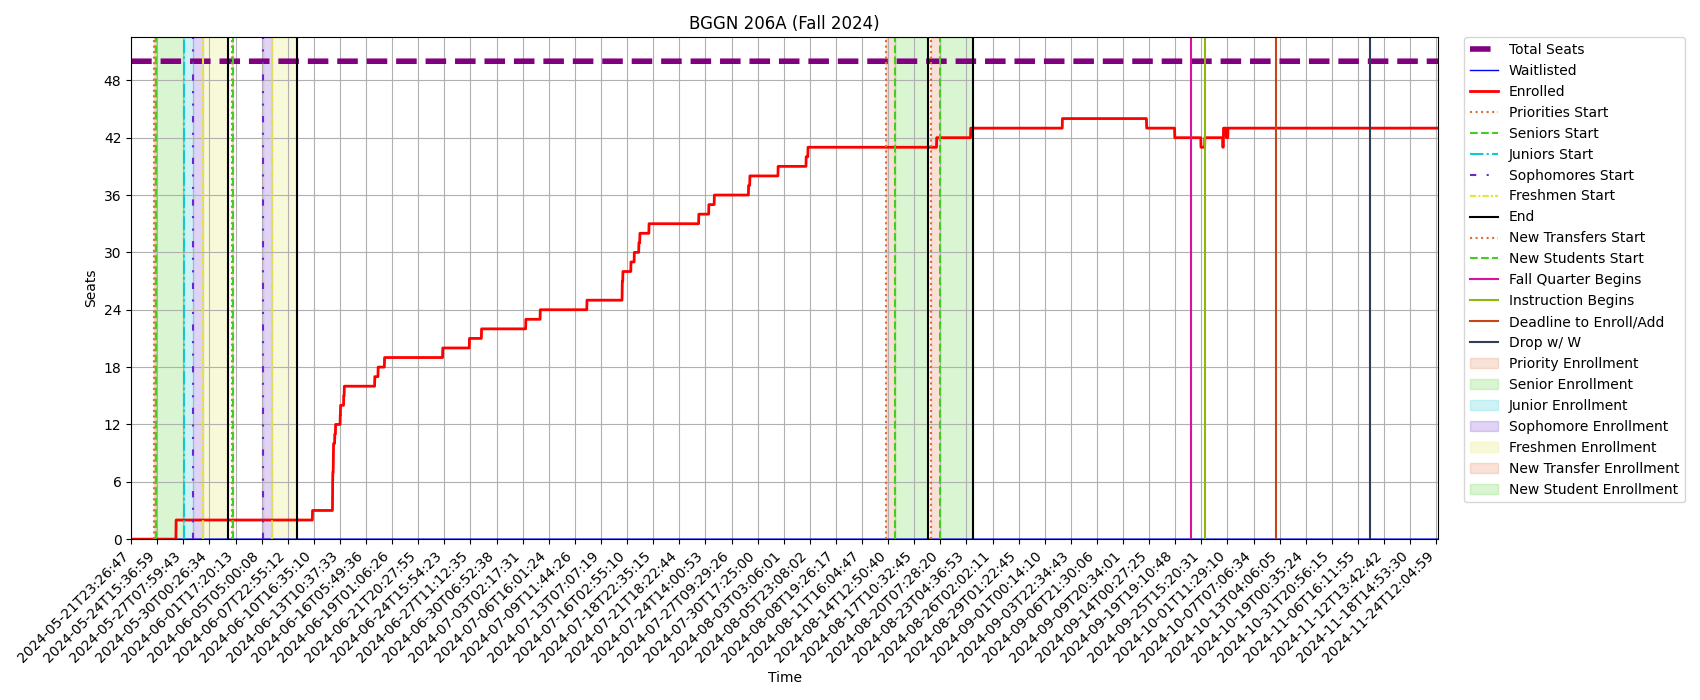 BGGN 206A (Fall 2024)
Seats
48
42
36
30
24
18
12
6
0
2024-05-21T23:26:47
2024-05-24T15:36:59
2024-05-27T07:59:43
2024-05-30T00:26:34
2024-06-01T17:20:13
2024-06-05T05:00:08
2024-06-07T22:55:12
2024-06-10T16:35:10
2024-06-13T10:37:33
2024-06-16T05:49:36
2024-06-19T01:06:26
2024-06-21T20:27:55
2024-06-24T15:54:23
2024-06-27T11:12:35
2024-06-30T06:52:38
2024-07-03T02:17:31
2024-07-06T16:01:24
2024-07-09T11:44:26
2024-07-13T07:07:19
2024-07-16T02:55:10
2024-07-18T22:35:15
2024-07-21T18:22:44
2024-07-24T14:00:53
2024-07-27T09:29:26
2024-07-30T17:25:00
2024-08-03T03:06:01
2024-08-05T23:08:02
2024-08-08T19:26:17
2024-08-11T16:04:47
2024-08-14T12:50:40
2024-08-17T10:32:45
2024-08-20T07:28:20
2024-08-23T04:36:53
2024-08-26T02:02:11
2024-08-29T01:22:45
2024-09-01T00:14:10
2024-09-03T22:34:43
2024-09-06T21:30:06
2024-09-09T20:34:01
2024-09-14T00:27:25
2024-09-19T19:10:48
2024-09-25T15:20:31
2024-10-01T11:29:10
2024-10-07T07:06:34
2024-10-13T04:06:05
2024-10-19T00:35:24
2024-10-31T20:56:15
2024-11-06T16:11:55
2024-11-12T13:42:42
2024-11-18T14:53:30
2024-11-24T12:04:59
Time
Total Seats
Waitlisted
Enrolled
Priorities Start
Seniors Start
Juniors Start
Sophomores Start
Freshmen Start
End
New Transfers Start
New Students Start
Fall Quarter Begins
Instruction Begins
Deadline to Enroll/Add
Drop w/ W
Priority Enrollment
Senior Enrollment
Junior Enrollment
Sophomore Enrollment
Freshmen Enrollment
New Transfer Enrollment
New Student Enrollment